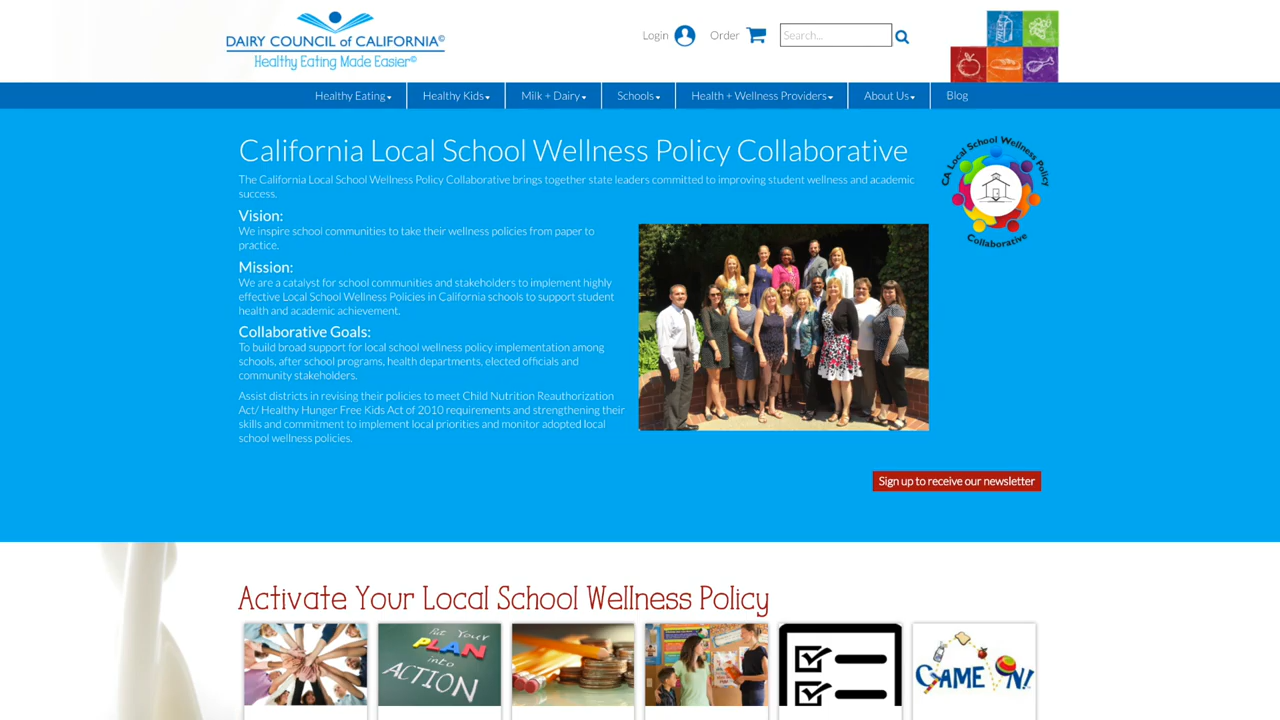 DAIRY COUNCIL of CALIFORNIA©
Healthy Eating Made Easier©
Login
Order
Search...
Healthy Eating
Healthy Kids
Milk + Dairy
Schools
Health + Wellness Providers
About Us
Blog
California Local School Wellness Policy Collaborative
The California Local School Wellness Policy Collaborative brings together state leaders committed to improving student wellness and academic
success.
CA Local School Wellness Policy
Collaborative
Vision:
We inspire school communities to take their wellness policies from paper to
practice.
Mission:
We are a catalyst for school communities and stakeholders to implement highly
effective Local School Wellness Policies in California schools to support student
health and academic achievement.
Collaborative Goals:
To build broad support for local school wellness policy implementation among
schools, after school programs, health departments, elected officials and
community stakeholders.
Assist districts in revising their policies to meet Child Nutrition Reauthorization
Act/ Healthy Hunger Free Kids Act of 2010 requirements and strengthening their
skills and commitment to implement local priorities and monitor adopted local
school wellness policies.
Sign up to receive our newsletter
Activate Your Local School Wellness Policy
Put Your
PLAN
into
ACTION
GAME ON!